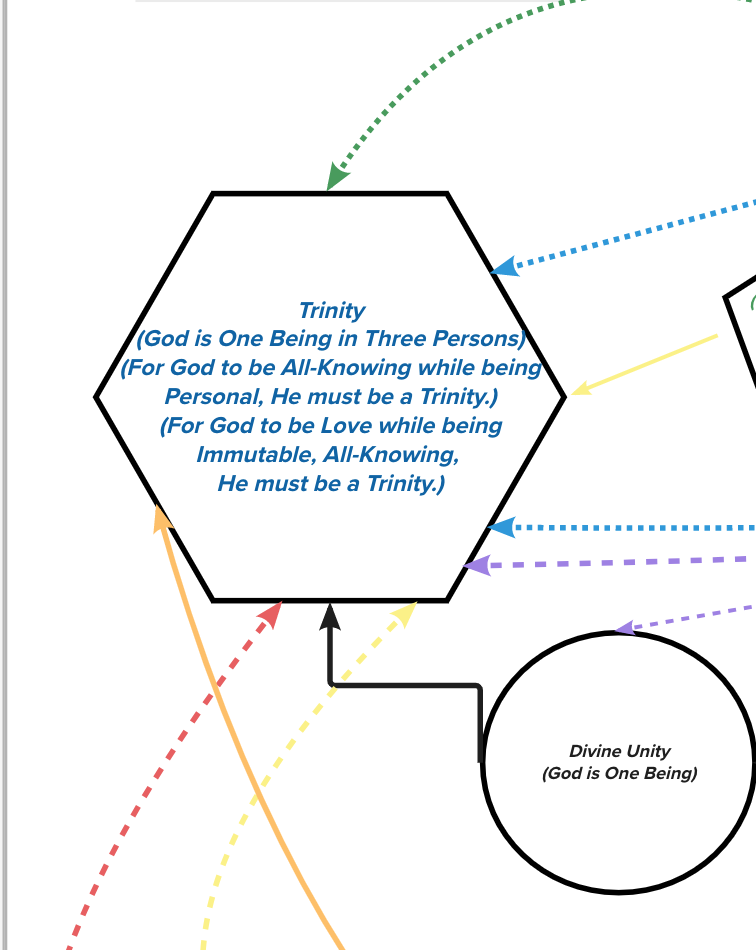 Trinity
(God is One Being in Three Persons)
(For God to be All-Knowing while being
Personal, He must be a Trinity.)
(For God to be Love while being
Immutable, All-Knowing,
He must be a Trinity.)
Divine Unity
(God is One Being)